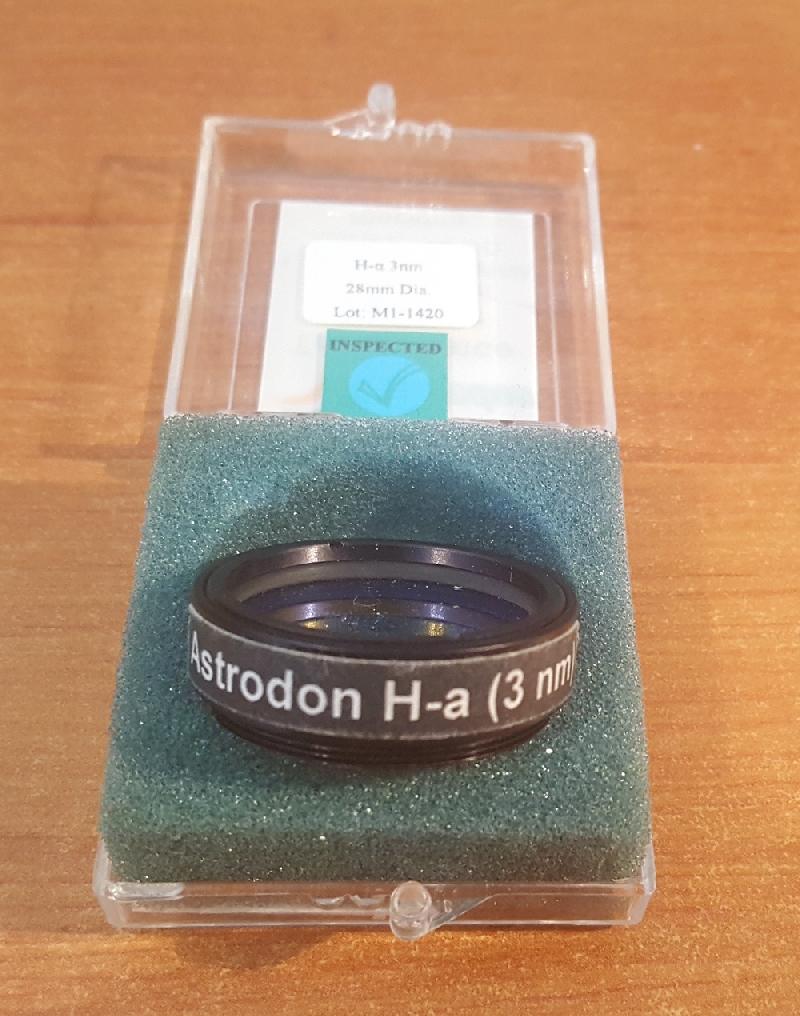 H-α 3nm
28mm Dia.
Lot: M1-1420
INSPECTED
Astrodon H-a (3 nm)